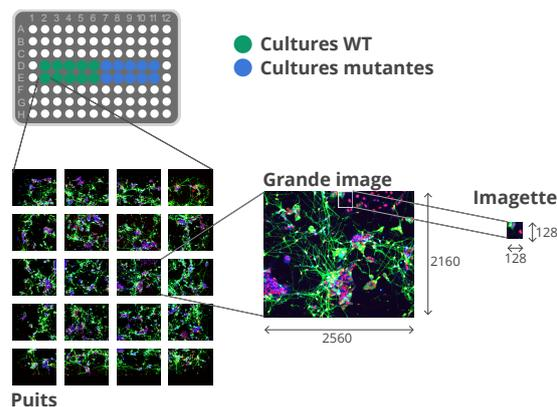 1 2 3 4 5 6 7 8 9 10 11 12
A
B
C
D
E
F
G
H
Cultures WT
Cultures mutantes
Grande image
Imagette
2160
128
128
2560
Puits